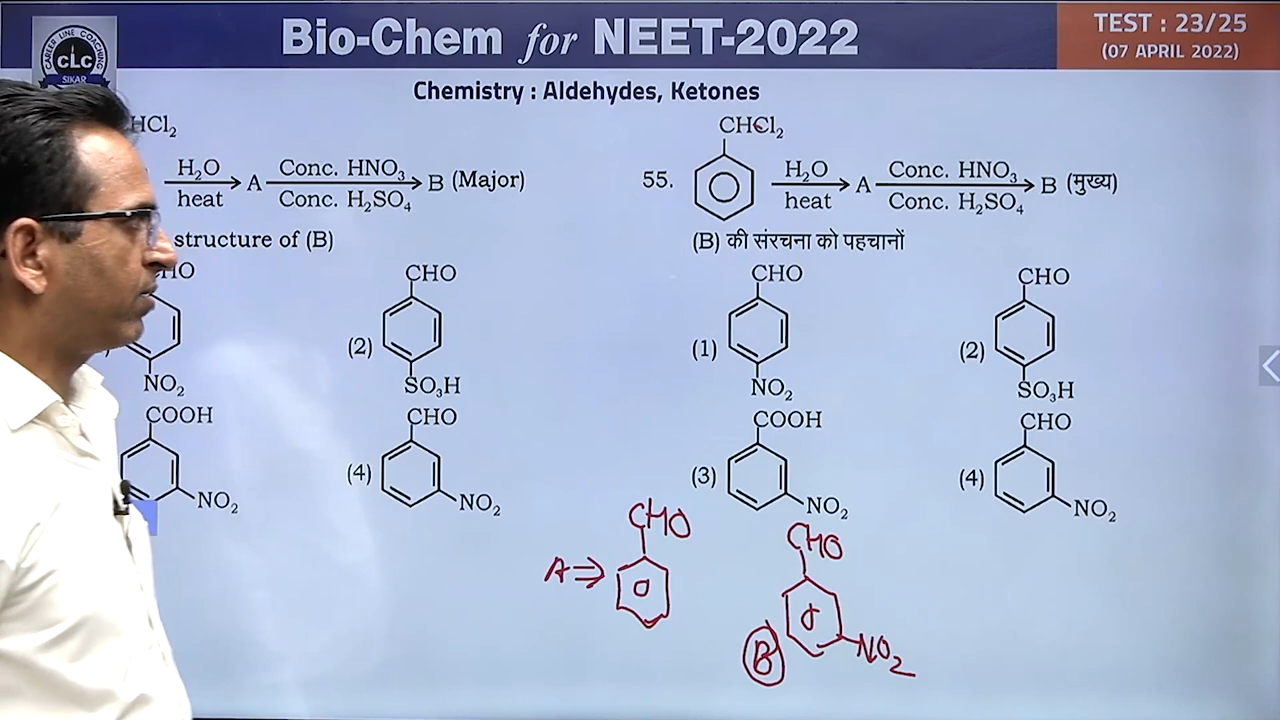 CAREER LINE COACHING
CLC
SIKAR
Bio-Chem for NEET-2022
TEST : 23/25
(07 APRIL 2022)
Chemistry : Aldehydes, Ketones
HCl₂
H₂O
heat
A
Conc. HNO₃
Conc. H₂SO₄
B (Major)
structure of (B)
HO
NO₂
(2)
CHO
SO₃H
COOH
NO₂
(4)
CHO
NO₂
55.
CHCl₂
H₂O
heat
A
Conc. HNO₃
Conc. H₂SO₄
B (मुख्य)
(B) की संरचना को पहचानों
(1)
CHO
NO₂
(2)
CHO
SO₃H
(3)
COOH
NO₂
(4)
CHO
NO₂
A ⇒
CHO
B
CHO
NO₂